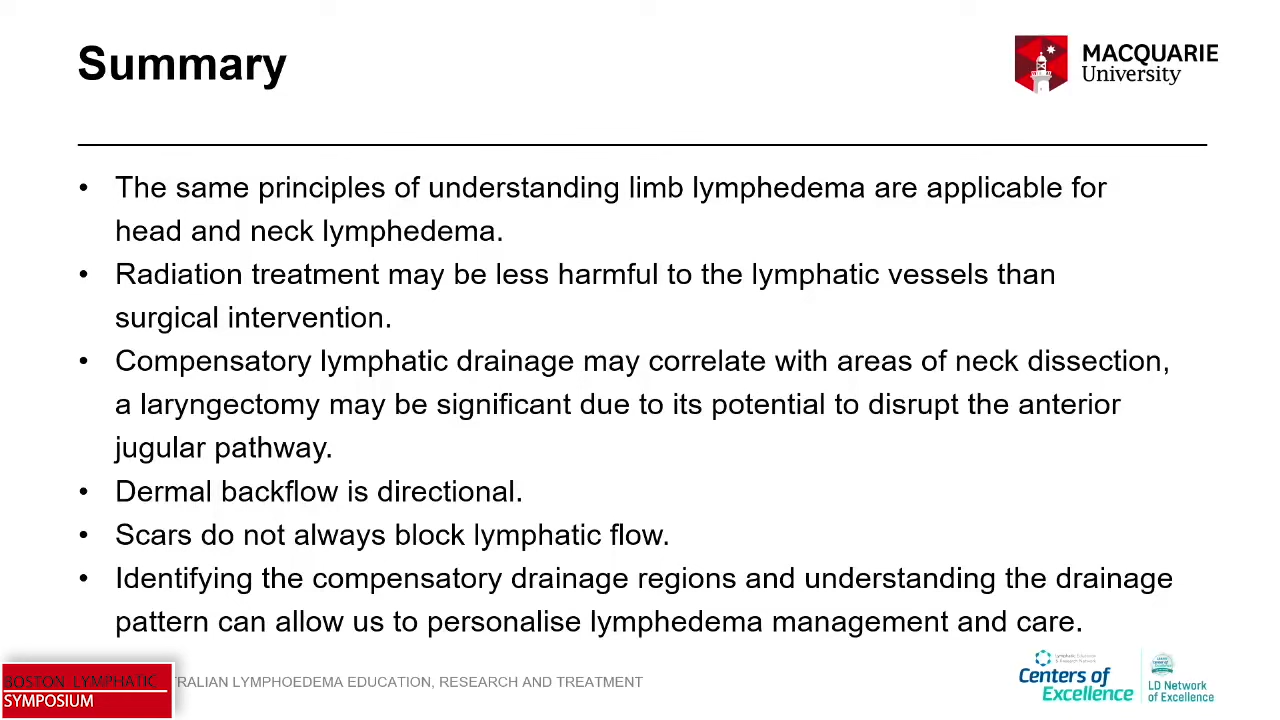 Summary
MACQUARIE
University
• The same principles of understanding limb lymphedema are applicable for
head and neck lymphedema.
• Radiation treatment may be less harmful to the lymphatic vessels than
surgical intervention.
• Compensatory lymphatic drainage may correlate with areas of neck dissection,
a laryngectomy may be significant due to its potential to disrupt the anterior
jugular pathway.
• Dermal backflow is directional.
• Scars do not always block lymphatic flow.
• Identifying the compensatory drainage regions and understanding the drainage
pattern can allow us to personalise lymphedema management and care.
BOSTON LYMPHATIC
SYMPOSIUM
TRALIAN LYMPHOEDEMA EDUCATION, RESEARCH AND TREATMENT
Centers of
Excellence
LD Network
of Excellence